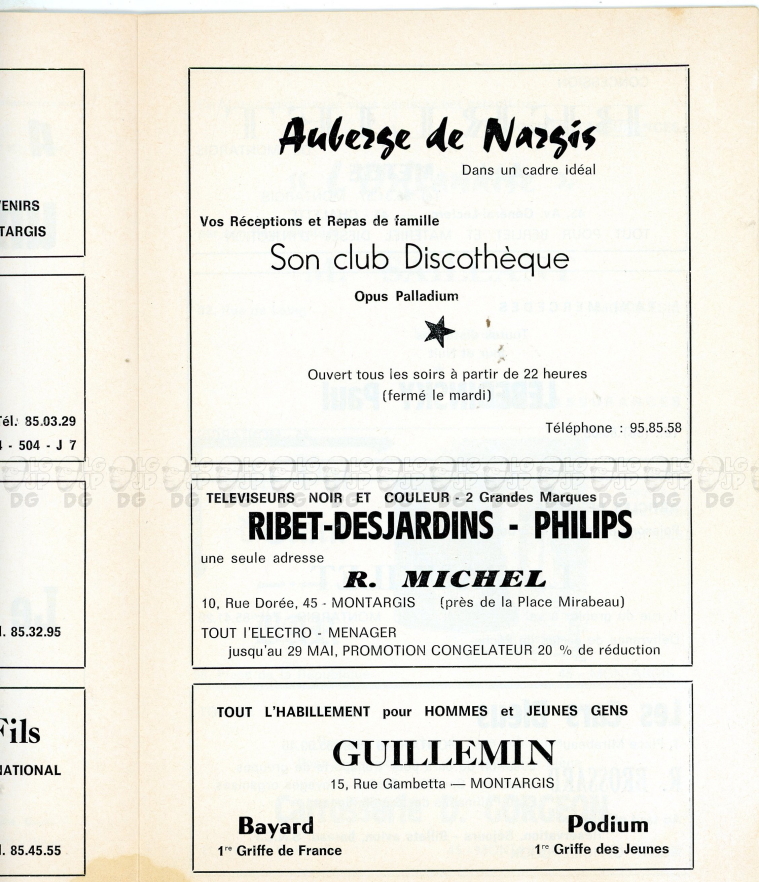 VENIRS
TARGIS
Tél. 85.03.29
4 - 504 - J 7
85.32.95
Fils
NATIONAL
85.45.55
Auberge de Nargis
Dans un cadre idéal
Vos Réceptions et Repas de famille
Son club Discothèque
Opus Palladium
Ouvert tous les soirs à partir de 22 heures
(fermé le mardi)
Téléphone : 95.85.58
TELEVISEURS NOIR ET COULEUR - 2 Grandes Marques
RIBET-DESJARDINS - PHILIPS
une seule adresse
R. MICHEL
10, Rue Dorée, 45 - MONTARGIS (près de la Place Mirabeau)
TOUT l'ELECTRO - MENAGER
jusqu'au 29 MAI, PROMOTION CONGELATEUR 20 % de réduction
TOUT L'HABILLEMENT pour HOMMES et JEUNES GENS
GUILLEMIN
15, Rue Gambetta — MONTARGIS
Bayard Podium
1re Griffe de France 1re Griffe des Jeunes